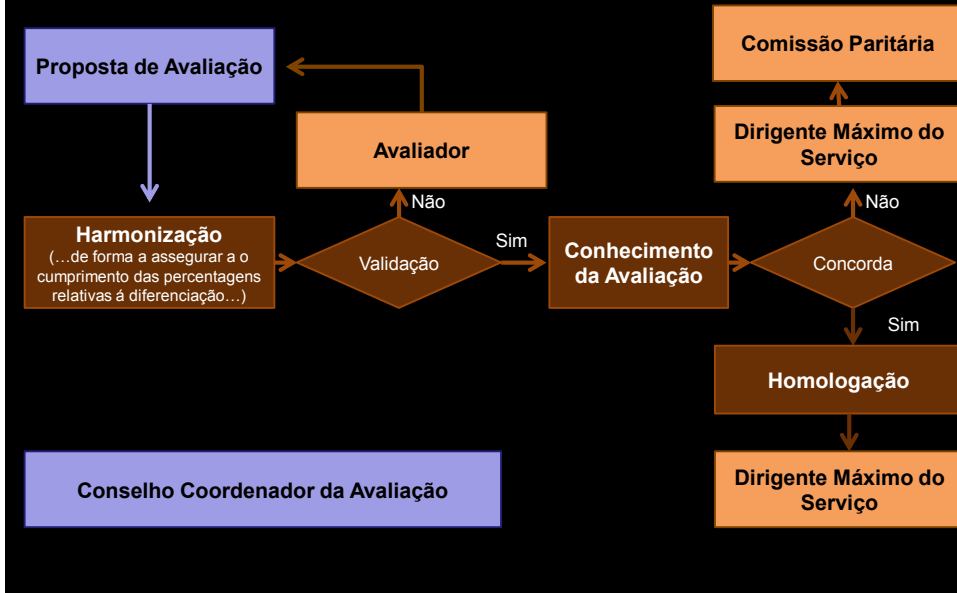 Proposta de Avaliação
Comissão Paritária
Avaliador
Dirigente Máximo do
Serviço
Não
Não
Harmonização
(…de forma a assegurar a o
cumprimento das percentagens
relativas á diferenciação…)
Validação
Sim
Conhecimento
da Avaliação
Concorda
Sim
Homologação
Conselho Coordenador da Avaliação
Dirigente Máximo do
Serviço